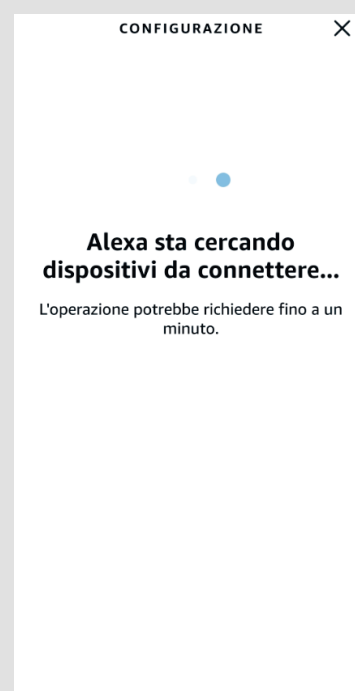 CONFIGURAZIONE
Alexa sta cercando
dispositivi da connettere...
L'operazione potrebbe richiedere fino a un
minuto.